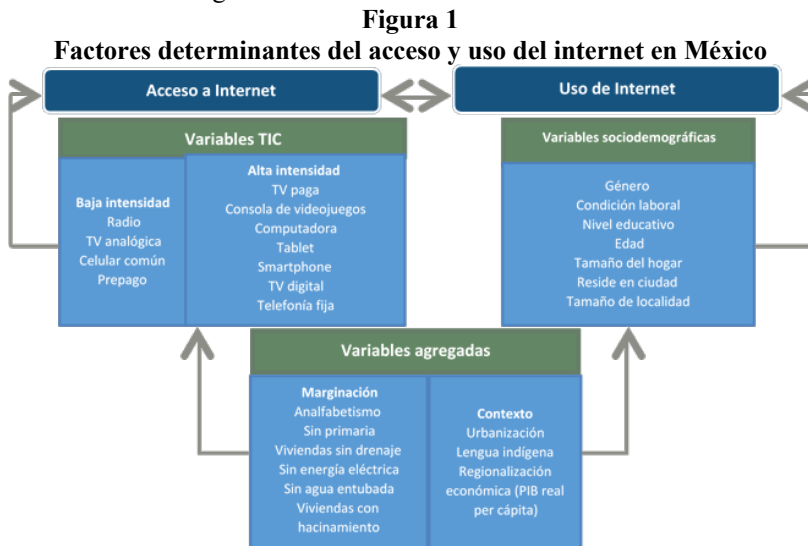 Figura 1
Factores determinantes del acceso y uso del internet en México
Acceso a Internet
Uso de Internet
Variables TIC
Baja intensidad
Radio
TV analógica
Celular común
Prepago
Alta intensidad
TV paga
Consola de videojuegos
Computadora
Tablet
Smartphone
TV digital
Telefonía fija
Variables sociodemográficas
Género
Condición laboral
Nivel educativo
Edad
Tamaño del hogar
Reside en ciudad
Tamaño de localidad
Variables agregadas
Marginación
Analfabetismo
Sin primaria
Viviendas sin drenaje
Sin energía eléctrica
Sin agua entubada
Viviendas con
hacinamiento
Contexto
Urbanización
Lengua indígena
Regionalización
económica (PIB real
per cápita)